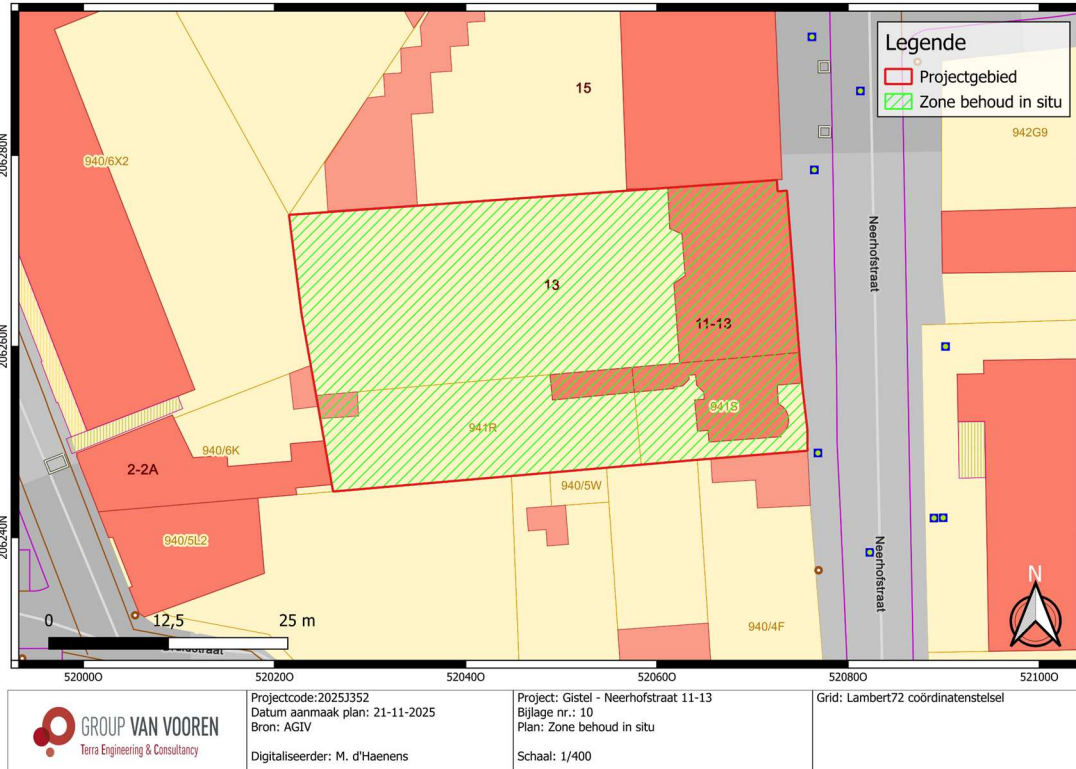 Legende
Projectgebied
Zone behoud in situ
15
940/6X2
942G9
206280N
Neerhofstraat
13
11-13
206260N
941R
941S
940/6K
2-2A
940/5W
940/5L2
206240N
Neerhofstraat
940/4F
N
0 12,5 25 m
520000 520200 520400 520600 520800 521000
GROUP VAN VOOREN
Terra Engineering & Consultancy
Projectcode:2025J352
Datum aanmaak plan: 21-11-2025
Bron: AGIV
Digitaliseerder: M. d'Haenens
Project: Gistel - Neerhofstraat 11-13
Bijlage nr.: 10
Plan: Zone behoud in situ
Schaal: 1/400
Grid: Lambert72 coördinatenstelsel